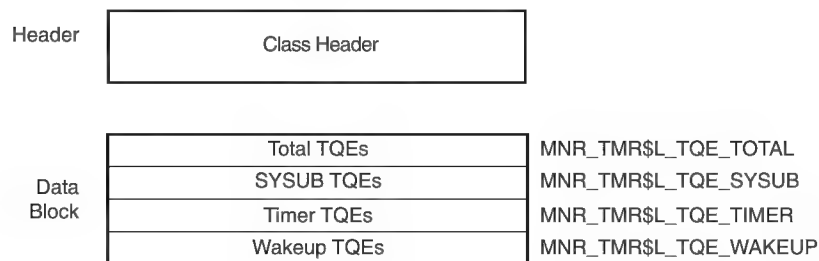 Header
Class Header
Total TQEs MNR_TMR$L_TQE_TOTAL
Data Block
SYSUB TQEs MNR_TMR$L_TQE_SYSUB
Timer TQEs MNR_TMR$L_TQE_TIMER
Wakeup TQEs MNR_TMR$L_TQE_WAKEUP